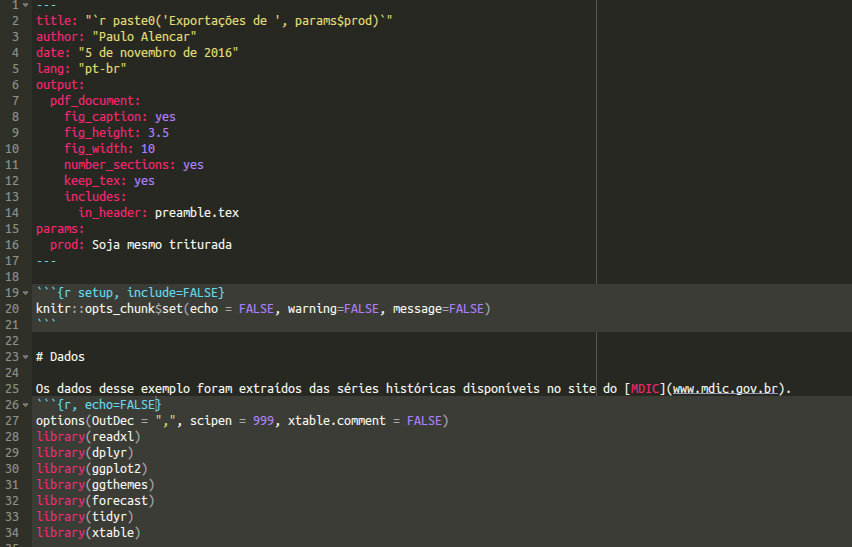 1 ---
2 title: "`r paste0('Exportações de ', params$prod)`"
3 author: "Paulo Alencar"
4 date: "5 de novembro de 2016"
5 lang: "pt-br"
6 output:
7   pdf_document:
8     fig_caption: yes
9     fig_height: 3.5
10     fig_width: 10
11     number_sections: yes
12     keep_tex: yes
13     includes:
14       in_header: preamble.tex
15 params:
16   prod: Soja mesmo triturada
17 ---
18
19 ```{r setup, include=FALSE}
20 knitr::opts_chunk$set(echo = FALSE, warning=FALSE, message=FALSE)
21 ```
22
23 # Dados
24
25 Os dados desse exemplo foram extraídos das séries históricas disponíveis no site do [MDIC](www.mdic.gov.br).
26 ```{r, echo=FALSE}
27 options(OutDec = ",", scipen = 999, xtable.comment = FALSE)
28 library(readxl)
29 library(dplyr)
30 library(ggplot2)
31 library(ggthemes)
32 library(forecast)
33 library(tidyr)
34 library(xtable)
35